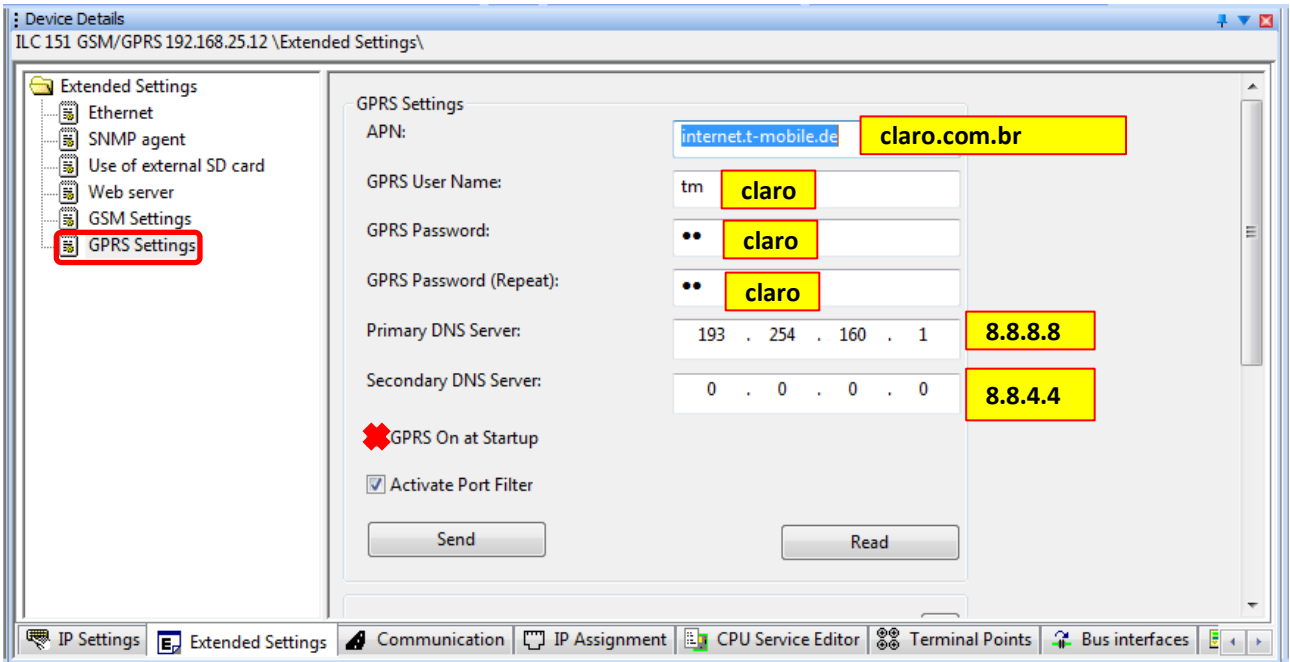 Device Details
ILC 151 GSM/GPRS 192.168.25.12 \Extended Settings\
Extended Settings
Ethernet
SNMP agent
Use of external SD card
Web server
GSM Settings
GPRS Settings
GPRS Settings
APN: internet.t-mobile.de claro.com.br
GPRS User Name: tm claro
GPRS Password: •• claro
GPRS Password (Repeat): •• claro
Primary DNS Server: 193 . 254 . 160 . 1 8.8.8.8
Secondary DNS Server: 0 . 0 . 0 . 0 8.8.4.4
GPRS On at Startup
Activate Port Filter
Send Read
IP Settings Extended Settings Communication IP Assignment CPU Service Editor Terminal Points Bus interfaces